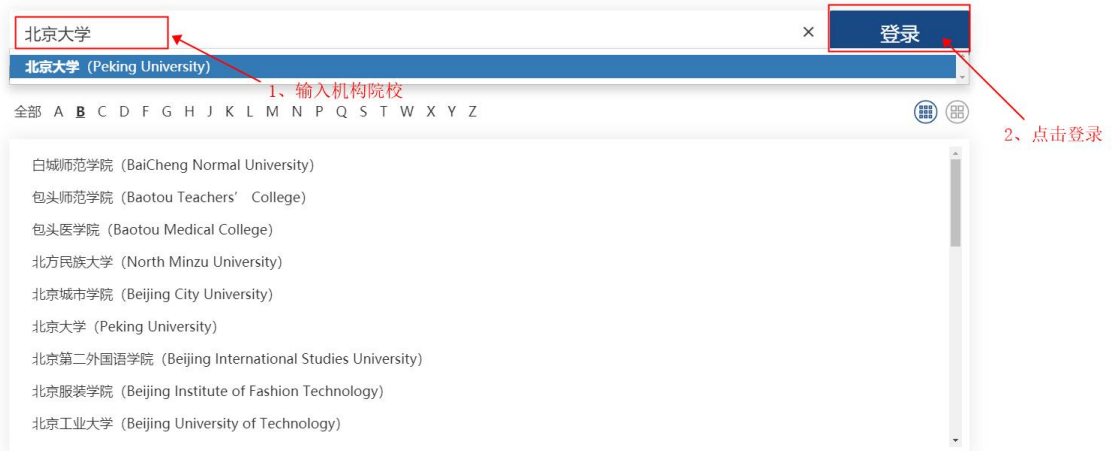 北京大学 × 登录
北京大学 (Peking University)
1、输入机构院校
全部 A B C D F G H J K L M N P Q S T W X Y Z
2、点击登录
白城师范学院 (BaiCheng Normal University)
包头师范学院 (Baotou Teachers’ College)
包头医学院 (Baotou Medical College)
北方民族大学 (North Minzu University)
北京城市学院 (Beijing City University)
北京大学 (Peking University)
北京第二外国语学院 (Beijing International Studies University)
北京服装学院 (Beijing Institute of Fashion Technology)
北京工业大学 (Beijing University of Technology)